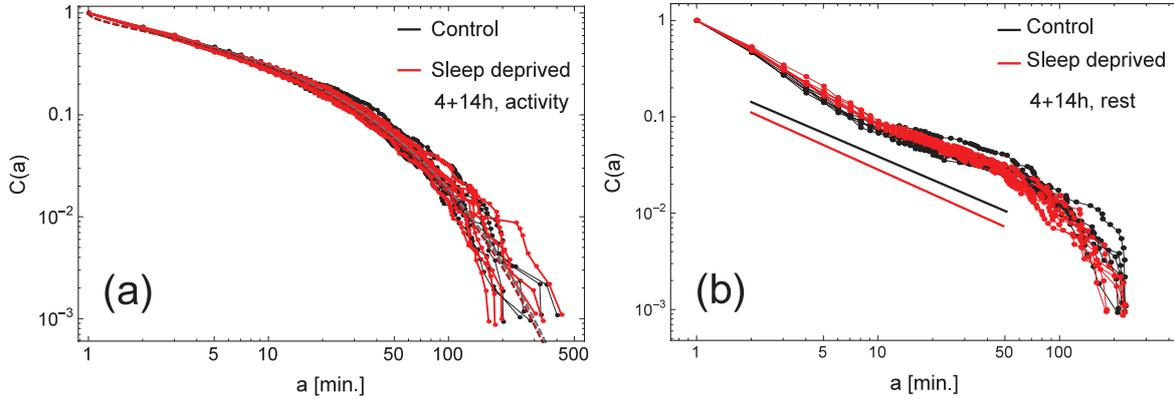 1
0.1
10⁻²
10⁻³
C(a)
1
5
10
50
100
500
a [min.]
Control
Sleep deprived
4+14h, activity
(a)
1
0.1
10⁻²
10⁻³
C(a)
1
5
10
50
100
a [min.]
Control
Sleep deprived
4+14h, rest
(b)